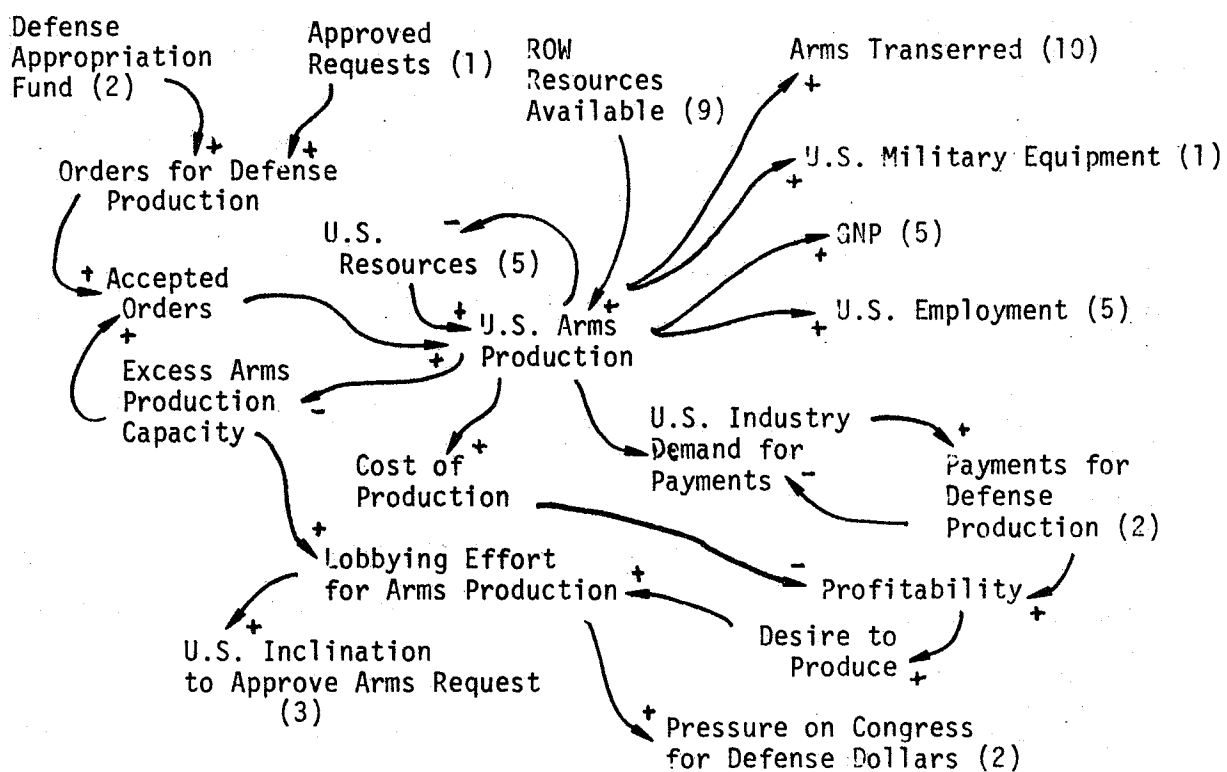 Defense
Appropriation
Fund (2)
Approved
Requests (1)
ROW
Resources
Available (9)
Arms Transerred (10)
+
+
+
U.S. Military Equipment (1)
+
Orders for Defense
Production
U.S.
Resources (5)
-
GNP (5)
+
+ Accepted
Orders
+
+
+
U.S. Arms
Production
+
U.S. Employment (5)
+
+
Excess Arms
Production
Capacity
-
Cost of
Production
+
U.S. Industry
Demand for
Payments
-
+
Payments for
Defense
Production (2)
+
Lobbying Effort
for Arms Production
+
-
Profitability
+
Desire to
Produce
+
+
U.S. Inclination
to Approve Arms Request
(3)
+
Pressure on Congress
for Defense Dollars (2)